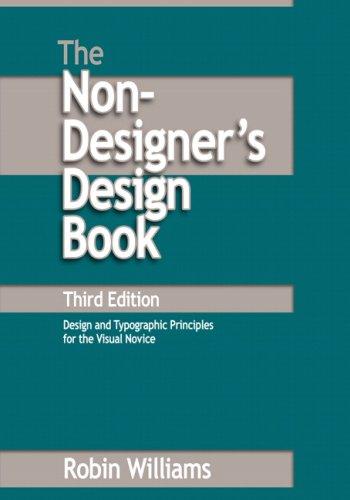 The
Non-
Designer's
Design
Book
Third Edition
Design and Typographic Principles
for the Visual Novice
Robin Williams